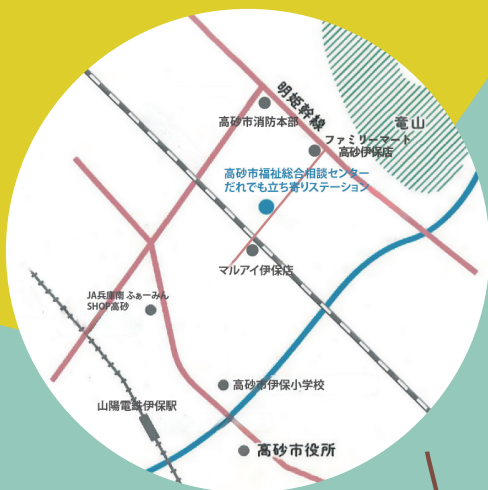 明姫幹線
高砂市消防本部
竜山
ファミリーマート
高砂伊保店
高砂市福祉総合相談センター
だれでも立ち寄りステーション
マルアイ伊保店
JA兵庫南 ふぁーみん
SHOP高砂
高砂市伊保小学校
山陽電鉄伊保駅
高砂市役所